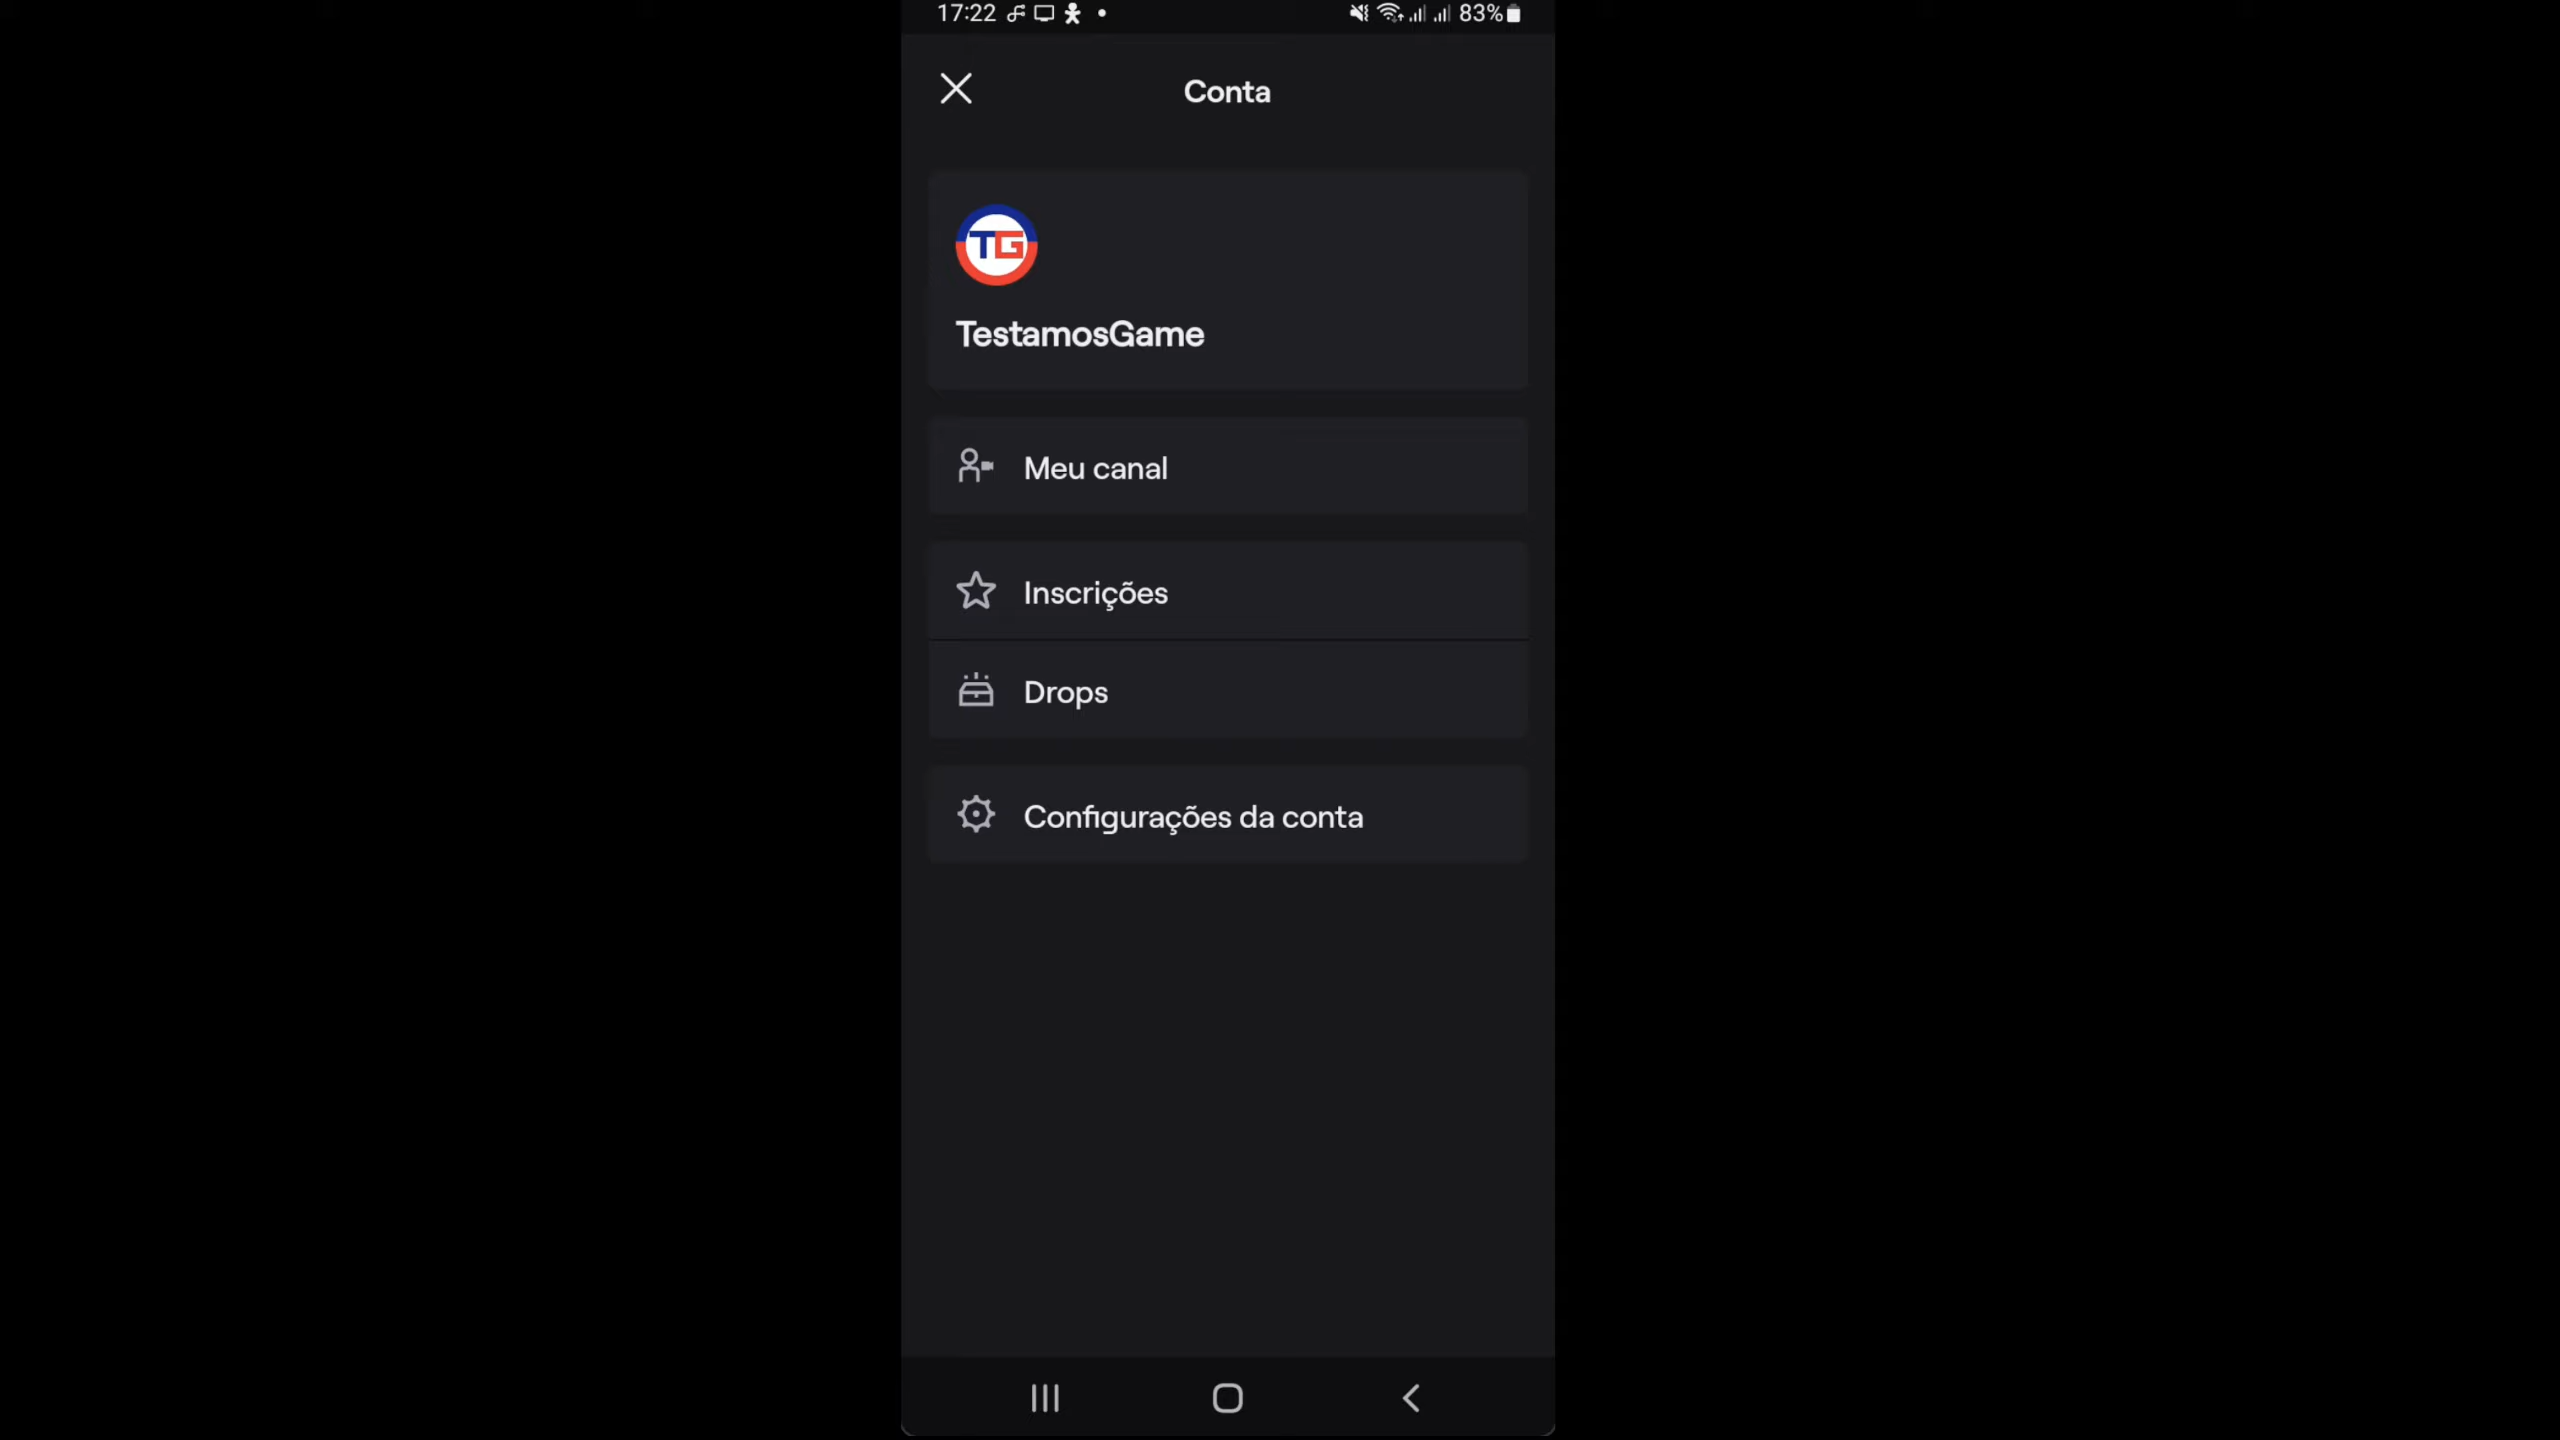 17:22 83%
Conta
TG
TestamosGame
Meu canal
Inscrições
Drops
Configurações da conta